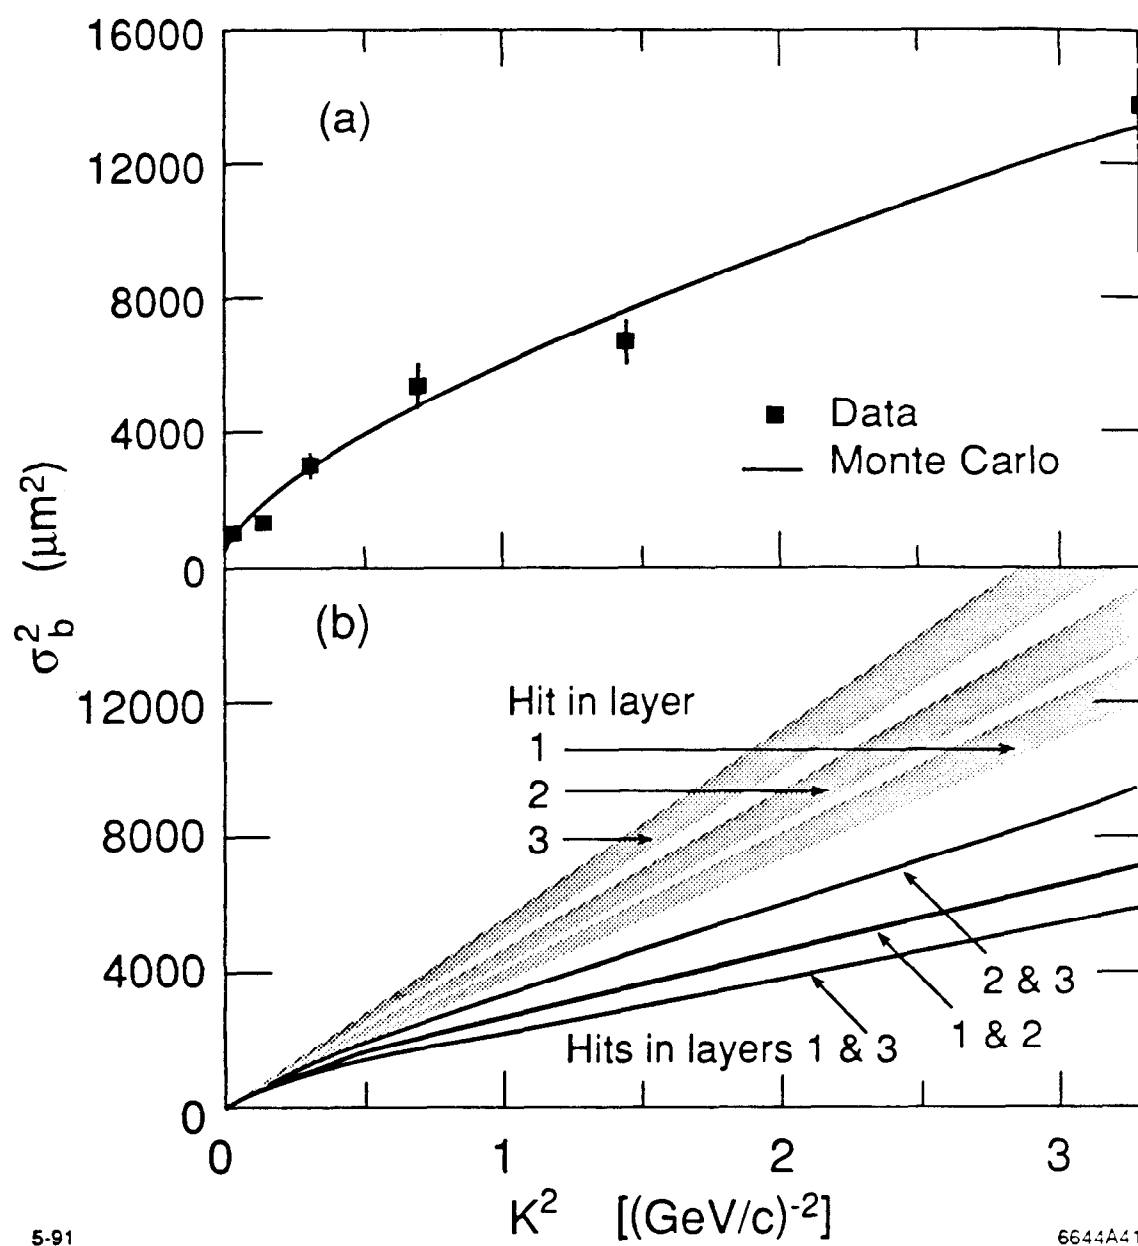 16000
(a)
12000
8000
4000
Data
Monte Carlo
0
σb² (μm²)
(b)
12000
Hit in layer
1
2
8000
3
4000
2 & 3
1 & 2
Hits in layers 1 & 3
0
0 1 2 3
K² [(GeV/c)⁻²]
5-91
6644A41